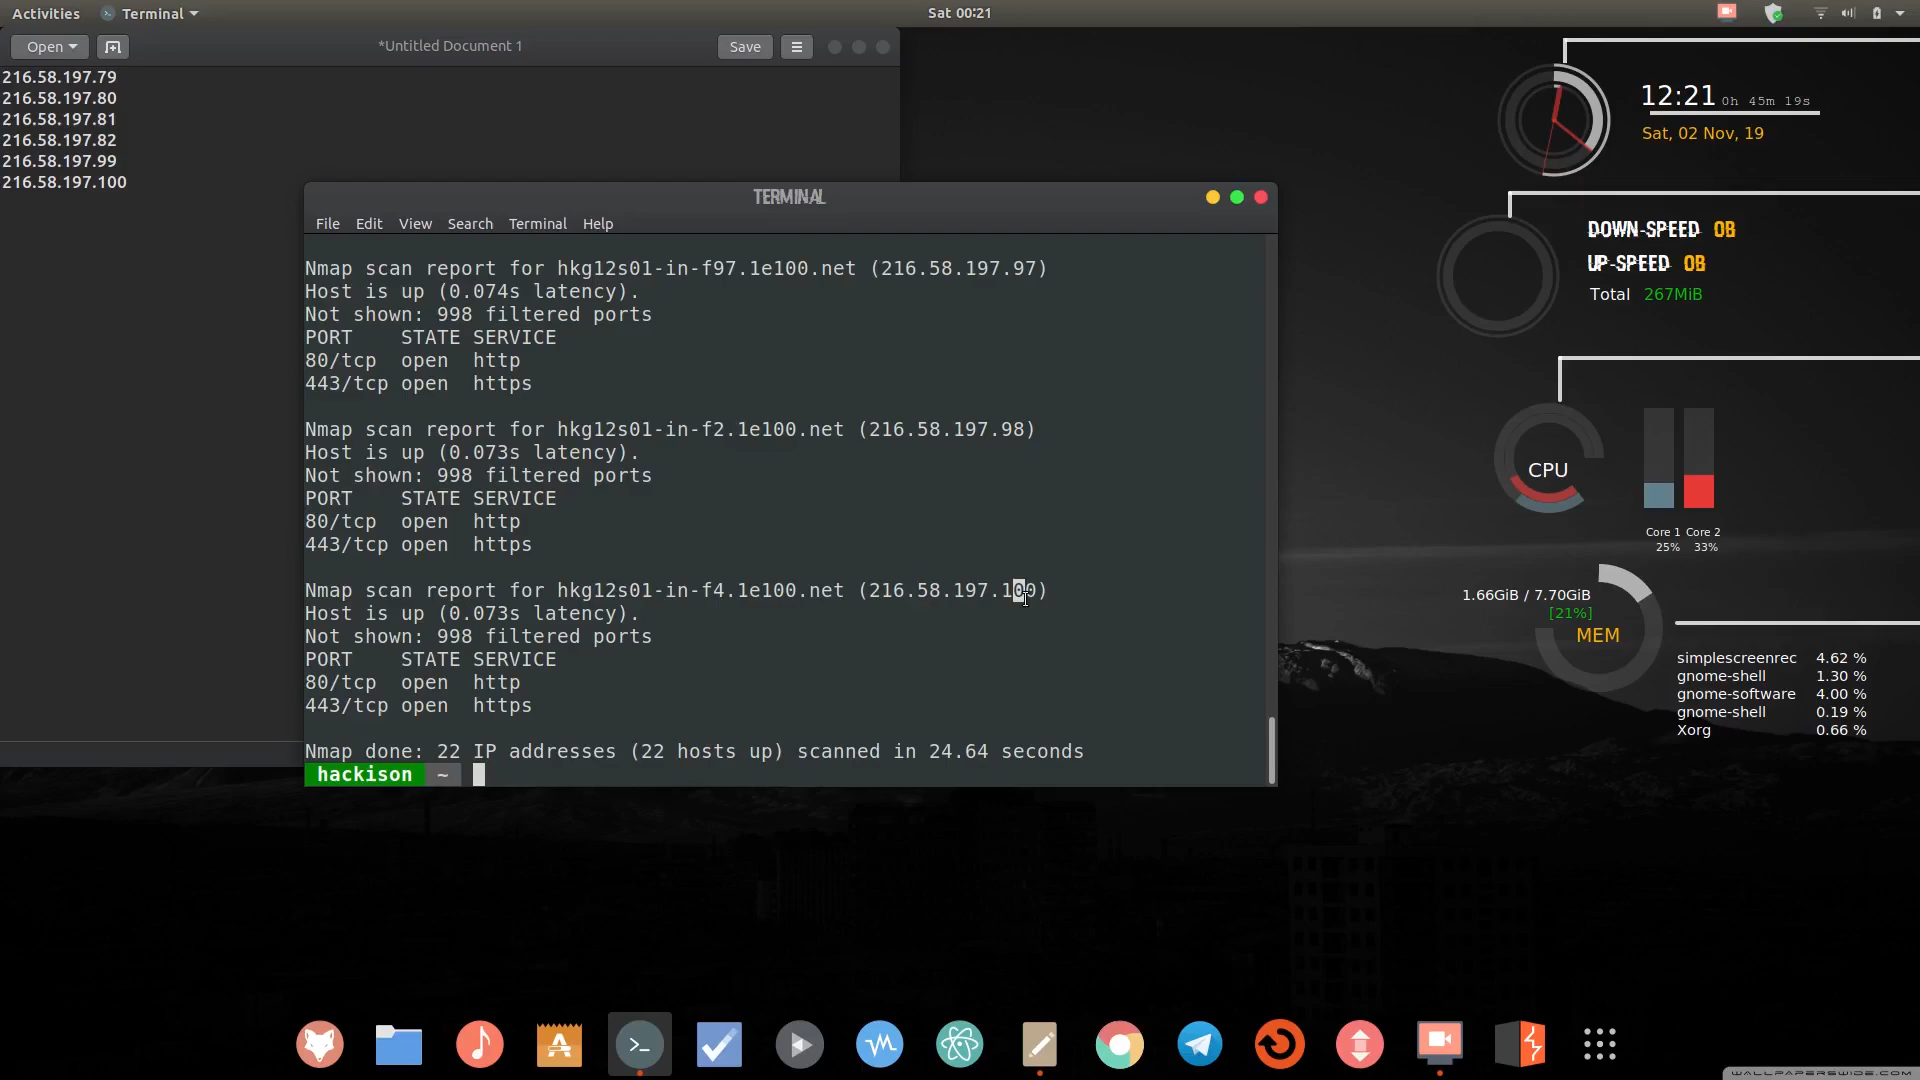 Activities
Terminal
Sat 00:21
Open
*Untitled Document 1
Save
216.58.197.79
216.58.197.80
216.58.197.81
216.58.197.82
216.58.197.99
216.58.197.100
TERMINAL
File Edit View Search Terminal Help
Nmap scan report for hkg12s01-in-f97.1e100.net (216.58.197.97)
Host is up (0.074s latency).
Not shown: 998 filtered ports
PORT    STATE SERVICE
80/tcp  open  http
443/tcp open  https
Nmap scan report for hkg12s01-in-f2.1e100.net (216.58.197.98)
Host is up (0.073s latency).
Not shown: 998 filtered ports
PORT    STATE SERVICE
80/tcp  open  http
443/tcp open  https
Nmap scan report for hkg12s01-in-f4.1e100.net (216.58.197.100)
Host is up (0.073s latency).
Not shown: 998 filtered ports
PORT    STATE SERVICE
80/tcp  open  http
443/tcp open  https
Nmap done: 22 IP addresses (22 hosts up) scanned in 24.64 seconds
hackison ~
12:21 0h 45m 19s
Sat, 02 Nov, 19
DOWN-SPEED 0B
UP-SPEED 0B
Total 267MiB
CPU
Core 1 Core 2
25% 33%
1.66GiB / 7.70GiB
[21%]
MEM
simplescreenrec 4.62 %
gnome-shell 1.30 %
gnome-software 4.00 %
gnome-shell 0.19 %
Xorg 0.66 %
WALLPAPERSWIDE.COM